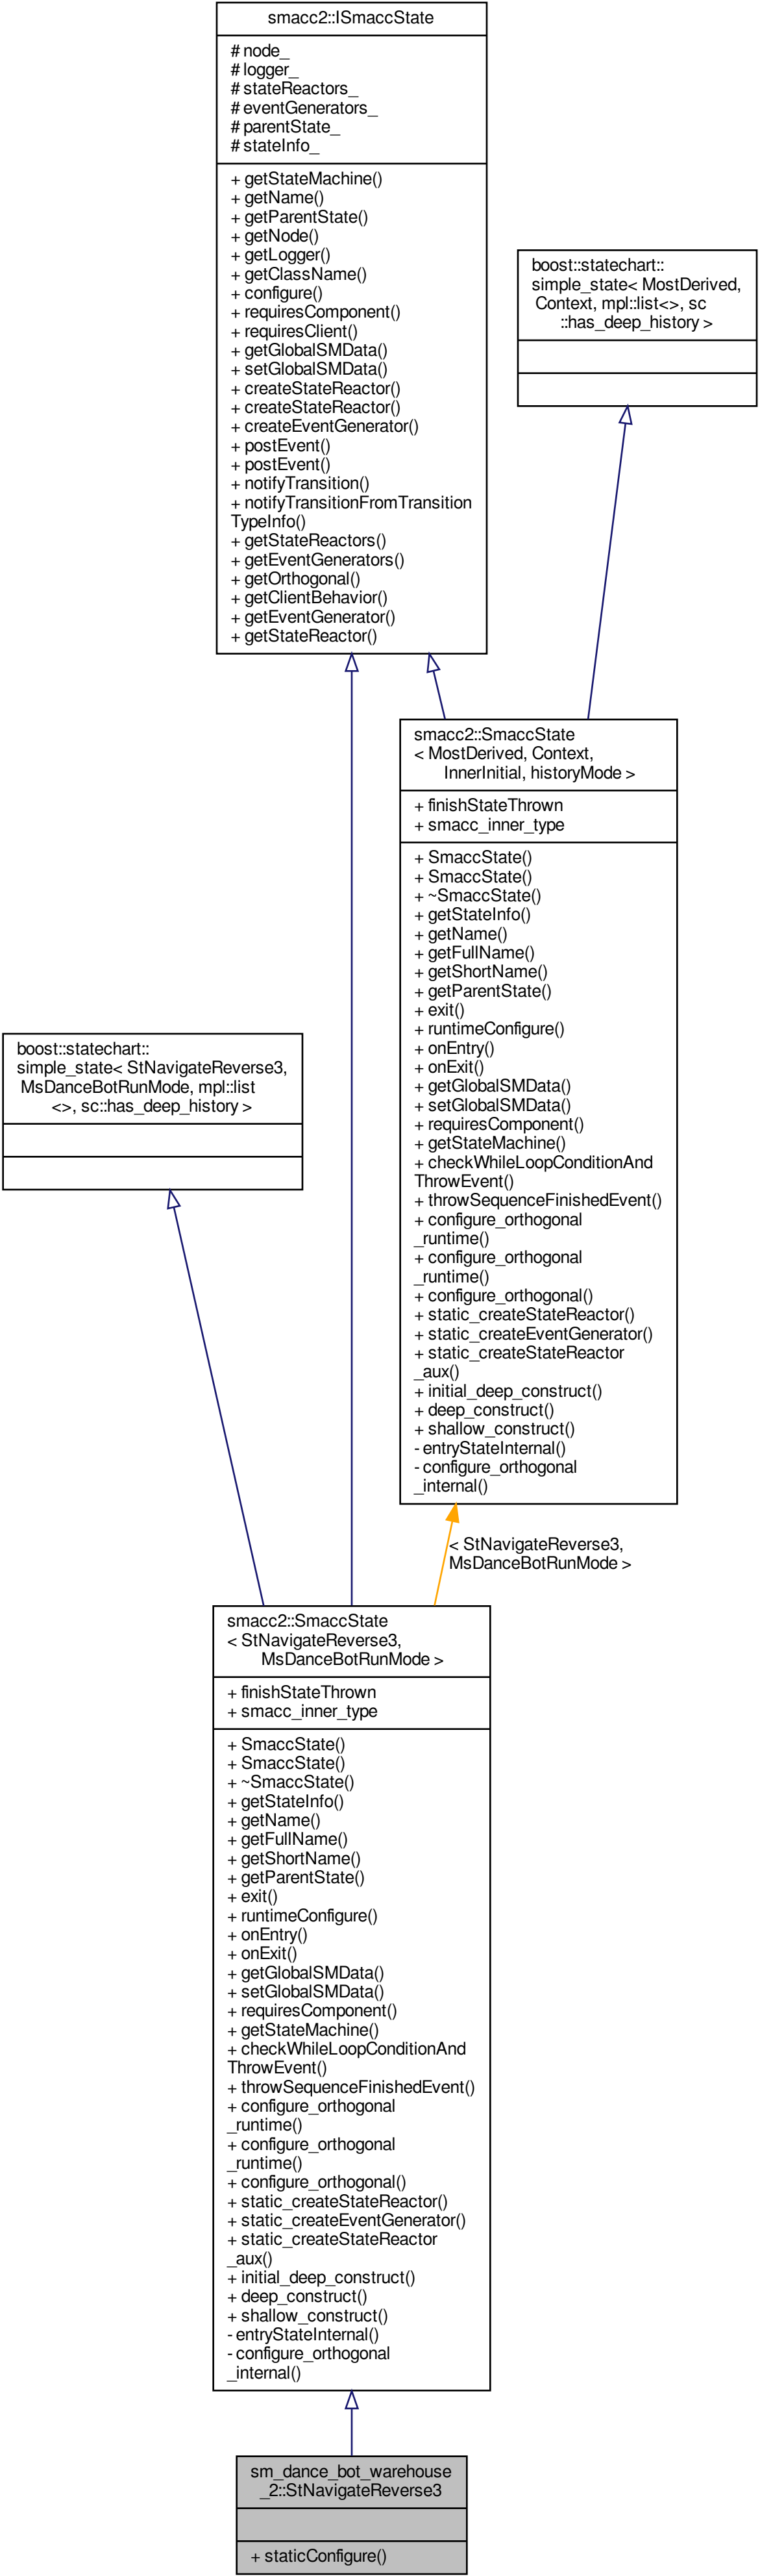 smacc2::ISmaccState
# node_
# logger_
# stateReactors_
# eventGenerators_
# parentState_
# stateInfo_
+ getStateMachine()
+ getName()
+ getParentState()
+ getNode()
+ getLogger()
+ getClassName()
+ configure()
+ requiresComponent()
+ requiresClient()
+ getGlobalSMData()
+ setGlobalSMData()
+ createStateReactor()
+ createStateReactor()
+ createEventGenerator()
+ postEvent()
+ postEvent()
+ notifyTransition()
+ notifyTransitionFromTransition
TypeInfo()
+ getStateReactors()
+ getEventGenerators()
+ getOrthogonal()
+ getClientBehavior()
+ getEventGenerator()
+ getStateReactor()
boost::statechart::
simple_state< MostDerived,
Context, mpl::list<>, sc
::has_deep_history >
smacc2::SmaccState
< MostDerived, Context,
InnerInitial, historyMode >
+ finishStateThrown
+ smacc_inner_type
+ SmaccState()
+ SmaccState()
+ ~SmaccState()
+ getStateInfo()
+ getName()
+ getFullName()
+ getShortName()
+ getParentState()
+ exit()
+ runtimeConfigure()
+ onEntry()
+ onExit()
+ getGlobalSMData()
+ setGlobalSMData()
+ requiresComponent()
+ getStateMachine()
+ checkWhileLoopConditionAnd
ThrowEvent()
+ throwSequenceFinishedEvent()
+ configure_orthogonal
_runtime()
+ configure_orthogonal
_runtime()
+ configure_orthogonal()
+ static_createStateReactor()
+ static_createEventGenerator()
+ static_createStateReactor
_aux()
+ initial_deep_construct()
+ deep_construct()
+ shallow_construct()
- entryStateInternal()
- configure_orthogonal
_internal()
boost::statechart::
simple_state< StNavigateReverse3,
MsDanceBotRunMode, mpl::list
<>, sc::has_deep_history >
< StNavigateReverse3,
MsDanceBotRunMode >
smacc2::SmaccState
< StNavigateReverse3,
MsDanceBotRunMode >
+ finishStateThrown
+ smacc_inner_type
+ SmaccState()
+ SmaccState()
+ ~SmaccState()
+ getStateInfo()
+ getName()
+ getFullName()
+ getShortName()
+ getParentState()
+ exit()
+ runtimeConfigure()
+ onEntry()
+ onExit()
+ getGlobalSMData()
+ setGlobalSMData()
+ requiresComponent()
+ getStateMachine()
+ checkWhileLoopConditionAnd
ThrowEvent()
+ throwSequenceFinishedEvent()
+ configure_orthogonal
_runtime()
+ configure_orthogonal
_runtime()
+ configure_orthogonal()
+ static_createStateReactor()
+ static_createEventGenerator()
+ static_createStateReactor
_aux()
+ initial_deep_construct()
+ deep_construct()
+ shallow_construct()
- entryStateInternal()
- configure_orthogonal
_internal()
sm_dance_bot_warehouse
_2::StNavigateReverse3
+ staticConfigure()